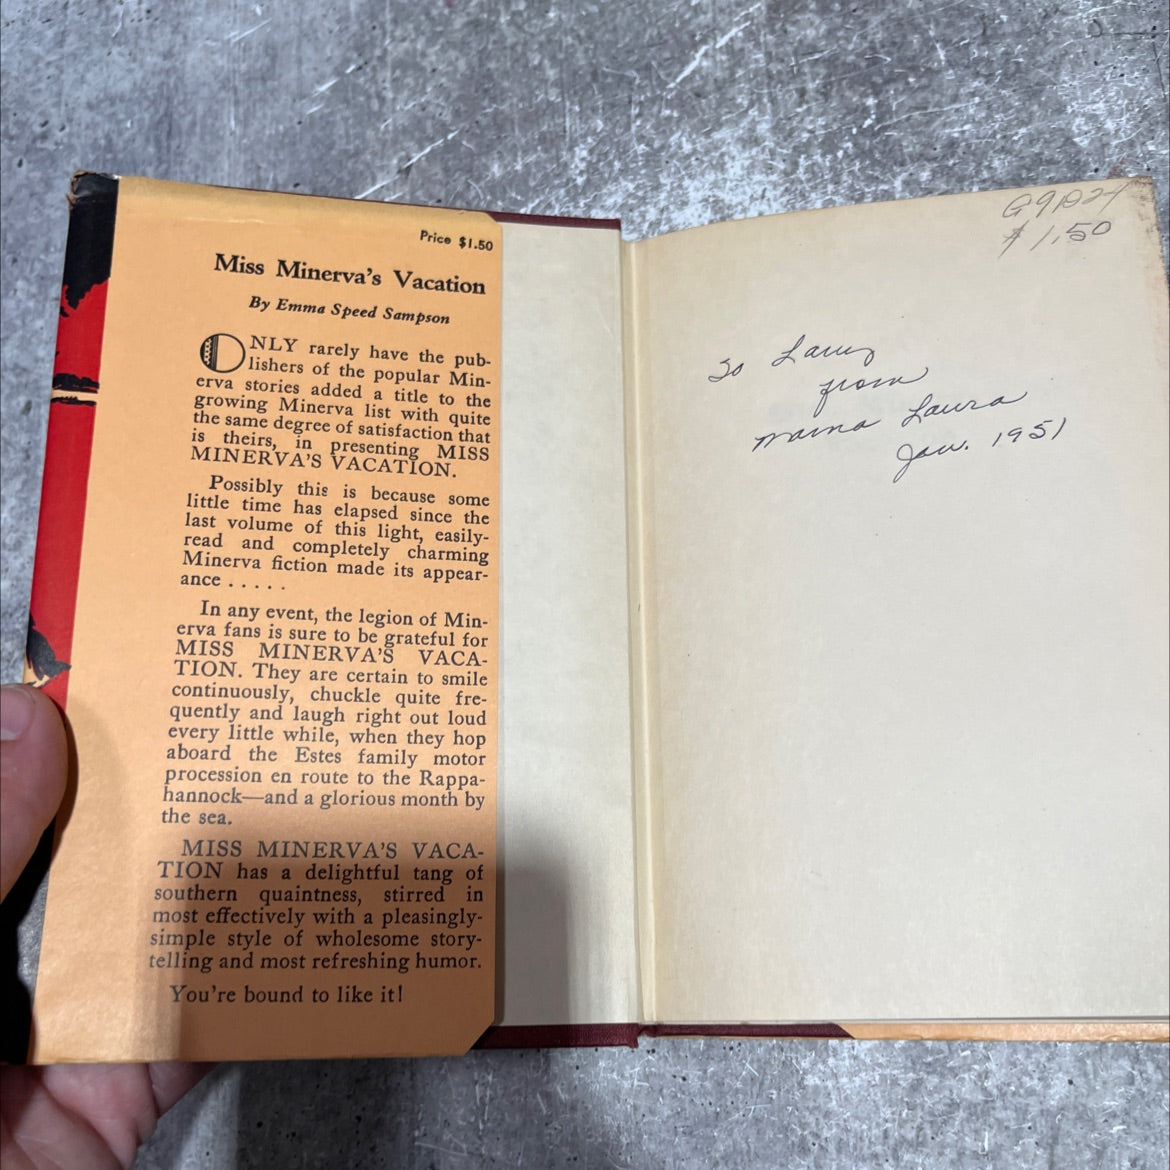 Price $1.50
Miss Minerva's Vacation
By Emma Speed Sampson
ONLY rarely have the pub-
lishers of the popular Min-
erva stories added a title to the
growing Minerva list with quite
the same degree of satisfaction that
is theirs, in presenting MISS
MINERVA'S VACATION.
Possibly this is because some
little time has elapsed since the
last volume of this light, easily-
read and completely charming
Minerva fiction made its appear-
ance . . . . .
In any event, the legion of Min-
erva fans is sure to be grateful for
MISS MINERVA'S VACA-
TION. They are certain to smile
continuously, chuckle quite fre-
quently and laugh right out loud
every little while, when they hop
aboard the Estes family motor
procession en route to the Rappa-
hannock—and a glorious month by
the sea.
MISS MINERVA'S VACA-
TION has a delightful tang of
southern quaintness, stirred in
most effectively with a pleasingly-
simple style of wholesome story-
telling and most refreshing humor.
You're bound to like it!
$1.50
To Larry
from
Mama Laura
Jan. 1951